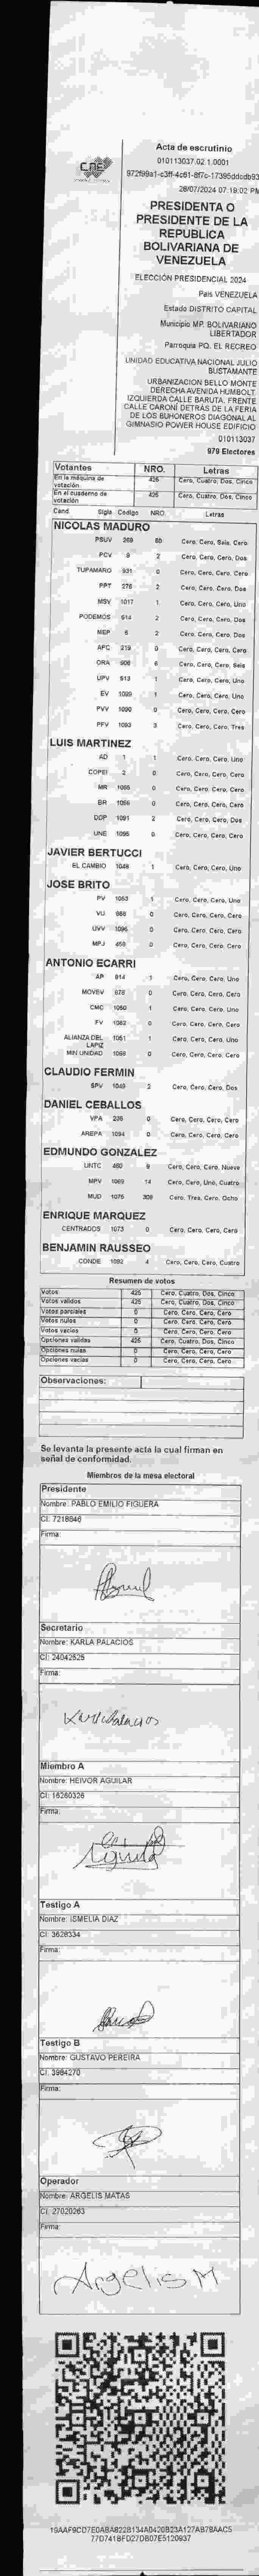 CNE
Acta de escrutinio
010113037.02.1.0001
28/07/2024 07:19:02 PM
PRESIDENTA O
PRESIDENTE DE LA
REPUBLICA
BOLIVARIANA DE
VENEZUELA
ELECCIÓN PRESIDENCIAL 2024
País VENEZUELA
Estado DISTRITO CAPITAL
Municipio MP. BOLIVARIANO
LIBERTADOR
Parroquia PQ. EL RECREO
UNIDAD EDUCATIVA NACIONAL JULIO
BUSTAMANTE
URBANIZACION BELLO MONTE
DERECHA AVENIDA HUMBOLT.
IZQUIERDA CALLE BARUTA. FRENTE
CALLE CARONÍ DETRÁS DE LA FERIA
DE LOS BUHONEROS DIAGONAL AL
GIMNASIO POWER HOUSE EDIFICIO
010113037
979 Electores
Votantes NRO. Letras
En la máquina de votación 425 Cero, Cuatro, Dos, Cinco
En el cuaderno de votación 425 Cero, Cuatro, Dos, Cinco
Cand. Sigla Codigo NRO. Letras
NICOLAS MADURO
PSUV 269 60 Cero, Cero, Seis, Cero
PCV 9 2 Cero, Cero, Cero, Dos
TUPAMARO 931 0 Cero, Cero, Cero, Cero
PPT 276 2 Cero, Cero, Cero, Dos
MSV 1017 1 Cero, Cero, Cero, Uno
PODEMOS 614 2 Cero, Cero, Cero, Dos
MEP 6 2 Cero, Cero, Cero, Dos
APC 219 0 Cero, Cero, Cero, Cero
ORA 906 6 Cero, Cero, Cero, Seis
UPV 513 1 Cero, Cero, Cero, Uno
EV 1099 1 Cero, Cero, Cero, Uno
PVV 1090 0 Cero, Cero, Cero, Cero
PFV 1093 3 Cero, Cero, Cero, Tres
LUIS MARTINEZ
AD 1 1 Cero, Cero, Cero, Uno
COPEI 2 0 Cero, Cero, Cero, Cero
MR 1065 0 Cero, Cero, Cero, Cero
BR 1056 0 Cero, Cero, Cero, Cero
DDP 1091 2 Cero, Cero, Cero, Dos
UNE 1095 0 Cero, Cero, Cero, Cero
JAVIER BERTUCCI
EL CAMBIO 1048 1 Cero, Cero, Cero, Uno
JOSE BRITO
PV 1053 1 Cero, Cero, Cero, Uno
VU 988 0 Cero, Cero, Cero, Cero
UVV 1096 0 Cero, Cero, Cero, Cero
MPJ 459 0 Cero, Cero, Cero, Cero
ANTONIO ECARRI
AP 914 1 Cero, Cero, Cero, Uno
MOVEV 678 0 Cero, Cero, Cero, Cero
CMC 1050 1 Cero, Cero, Cero, Uno
FV 1062 0 Cero, Cero, Cero, Cero
ALIANZA DEL LAPIZ 1051 1 Cero, Cero, Cero, Uno
MIN UNIDAD 1068 0 Cero, Cero, Cero, Cero
CLAUDIO FERMIN
SPV 1049 2 Cero, Cero, Cero, Dos
DANIEL CEBALLOS
VPA 236 0 Cero, Cero, Cero, Cero
AREPA 1094 0 Cero, Cero, Cero, Cero
EDMUNDO GONZALEZ
UNTC 460 9 Cero, Cero, Cero, Nueve
MPV 1069 14 Cero, Cero, Uno, Cuatro
MUD 1075 308 Cero, Tres, Cero, Ocho
ENRIQUE MARQUEZ
CENTRADOS 1073 0 Cero, Cero, Cero, Cero
BENJAMIN RAUSSEO
CONDE 1092 4 Cero, Cero, Cero, Cuatro
Resumen de votos
Votos 425 Cero, Cuatro, Dos, Cinco
Votos validos 425 Cero, Cuatro, Dos, Cinco
Votos parciales 0 Cero, Cero, Cero, Cero
Votos nulos 0 Cero, Cero, Cero, Cero
Votos vacios 0 Cero, Cero, Cero, Cero
Opciones validas 425 Cero, Cuatro, Dos, Cinco
Opciones nulas 0 Cero, Cero, Cero, Cero
Opciones vacias 0 Cero, Cero, Cero, Cero
Observaciones:
Se levanta la presente acta la cual firman en
señal de conformidad.
Miembros de la mesa electoral
Presidente
Nombre: PABLO EMILIO FIGUERA
CI: 7218846
Firma:
Secretario
Nombre: KARLA PALACIOS
CI: 24042525
Firma:
Karla Palacios
Miembro A
Nombre: HEIVOR AGUILAR
CI: 16260326
Firma:
Testigo A
Nombre: ISMELIA DIAZ
CI: 3628334
Firma:
Testigo B
Nombre: GUSTAVO PEREIRA
CI: 3984270
Firma:
Operador
Nombre: ARGELIS MATAS
CI: 27020263
Firma:
Argelis M